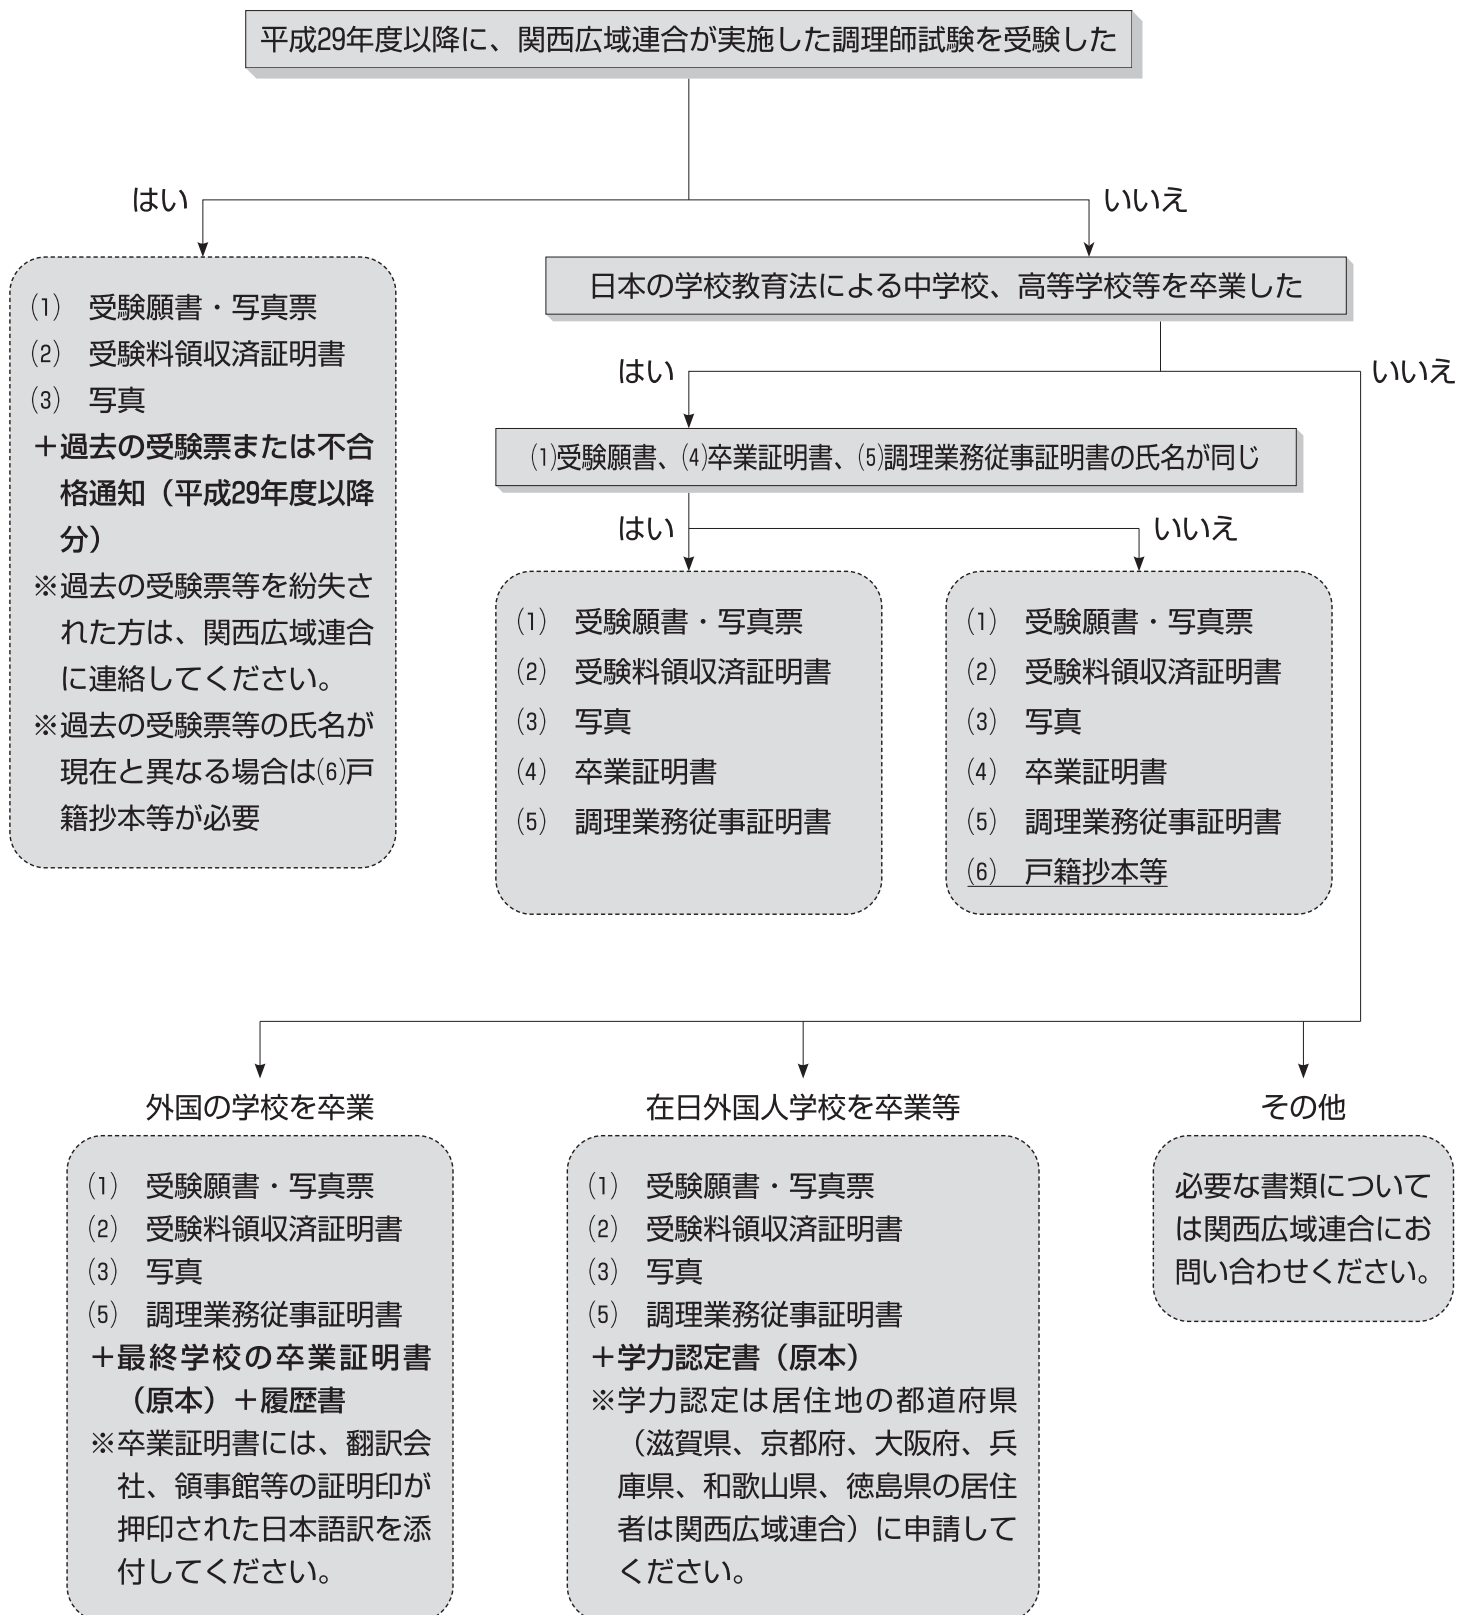 平成29年度以降に、関西広域連合が実施した調理師試験を受験した
はい
いいえ
⑴　受験願書・写真票
⑵　受験料領収済証明書
⑶　写真
＋過去の受験票または不合
格通知（平成29年度以降
分）
※過去の受験票等を紛失さ
れた方は、関西広域連合
に連絡してください。
※過去の受験票等の氏名が
現在と異なる場合は⑹戸
籍抄本等が必要
日本の学校教育法による中学校、高等学校等を卒業した
はい
いいえ
⑴受験願書、⑷卒業証明書、⑸調理業務従事証明書の氏名が同じ
はい
いいえ
⑴　受験願書・写真票
⑵　受験料領収済証明書
⑶　写真
⑷　卒業証明書
⑸　調理業務従事証明書
⑴　受験願書・写真票
⑵　受験料領収済証明書
⑶　写真
⑷　卒業証明書
⑸　調理業務従事証明書
⑹　戸籍抄本等
外国の学校を卒業
⑴　受験願書・写真票
⑵　受験料領収済証明書
⑶　写真
⑸　調理業務従事証明書
＋最終学校の卒業証明書
（原本）＋履歴書
※卒業証明書には、翻訳会
社、領事館等の証明印が
押印された日本語訳を添
付してください。
在日外国人学校を卒業等
⑴　受験願書・写真票
⑵　受験料領収済証明書
⑶　写真
⑸　調理業務従事証明書
＋学力認定書（原本）
※学力認定は居住地の都道府県
（滋賀県、京都府、大阪府、兵
庫県、和歌山県、徳島県の居住
者は関西広域連合）に申請して
ください。
その他
必要な書類について
は関西広域連合にお
問い合わせください。